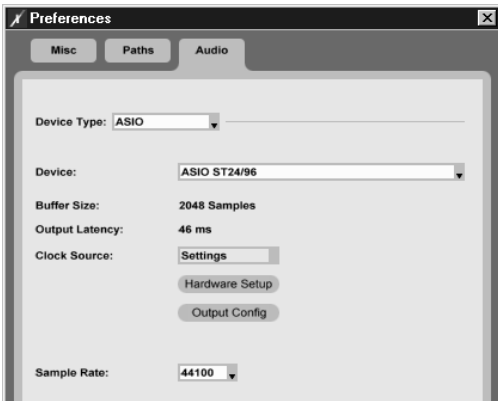 Preferences
Misc Paths Audio
Device Type: ASIO
Device: ASIO ST24/96
Buffer Size: 2048 Samples
Output Latency: 46 ms
Clock Source: Settings
Hardware Setup
Output Config
Sample Rate: 44100